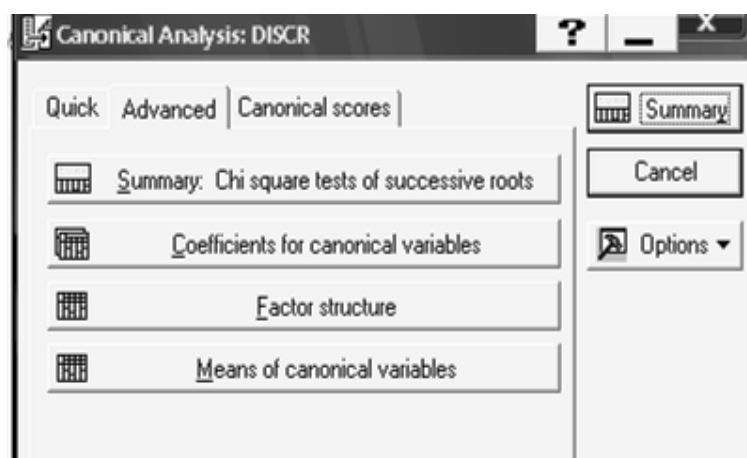 Canonical Analysis: DISCR
? _ X
Quick Advanced Canonical scores
Summary
Summary: Chi square tests of successive roots
Cancel
Coefficients for canonical variables
Options
Factor structure
Means of canonical variables